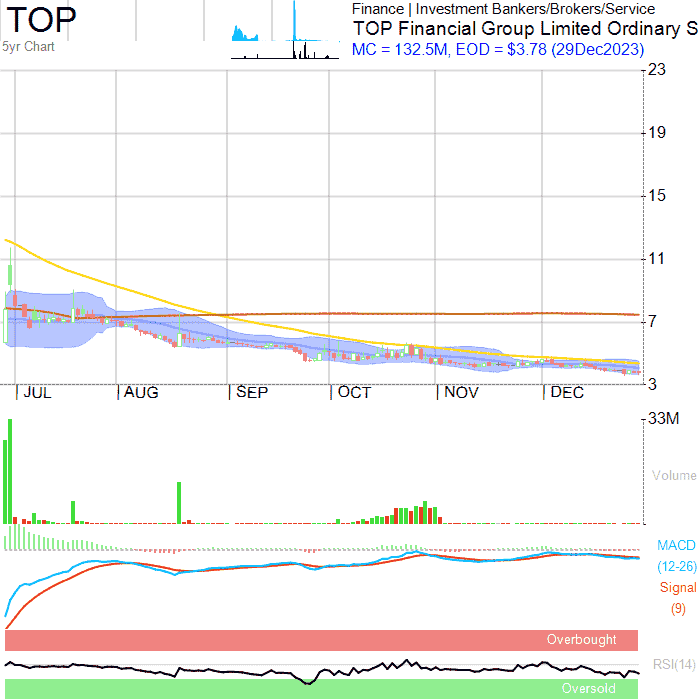 TOP
5yr Chart
Finance | Investment Bankers/Brokers/Service
TOP Financial Group Limited Ordinary S
MC = 132.5M, EOD = $3.78 (29Dec2023)
23
19
15
11
7
3
JUL AUG SEP OCT NOV DEC
33M
Volume
MACD
(12-26)
Signal
(9)
Overbought
RSI(14)
Oversold